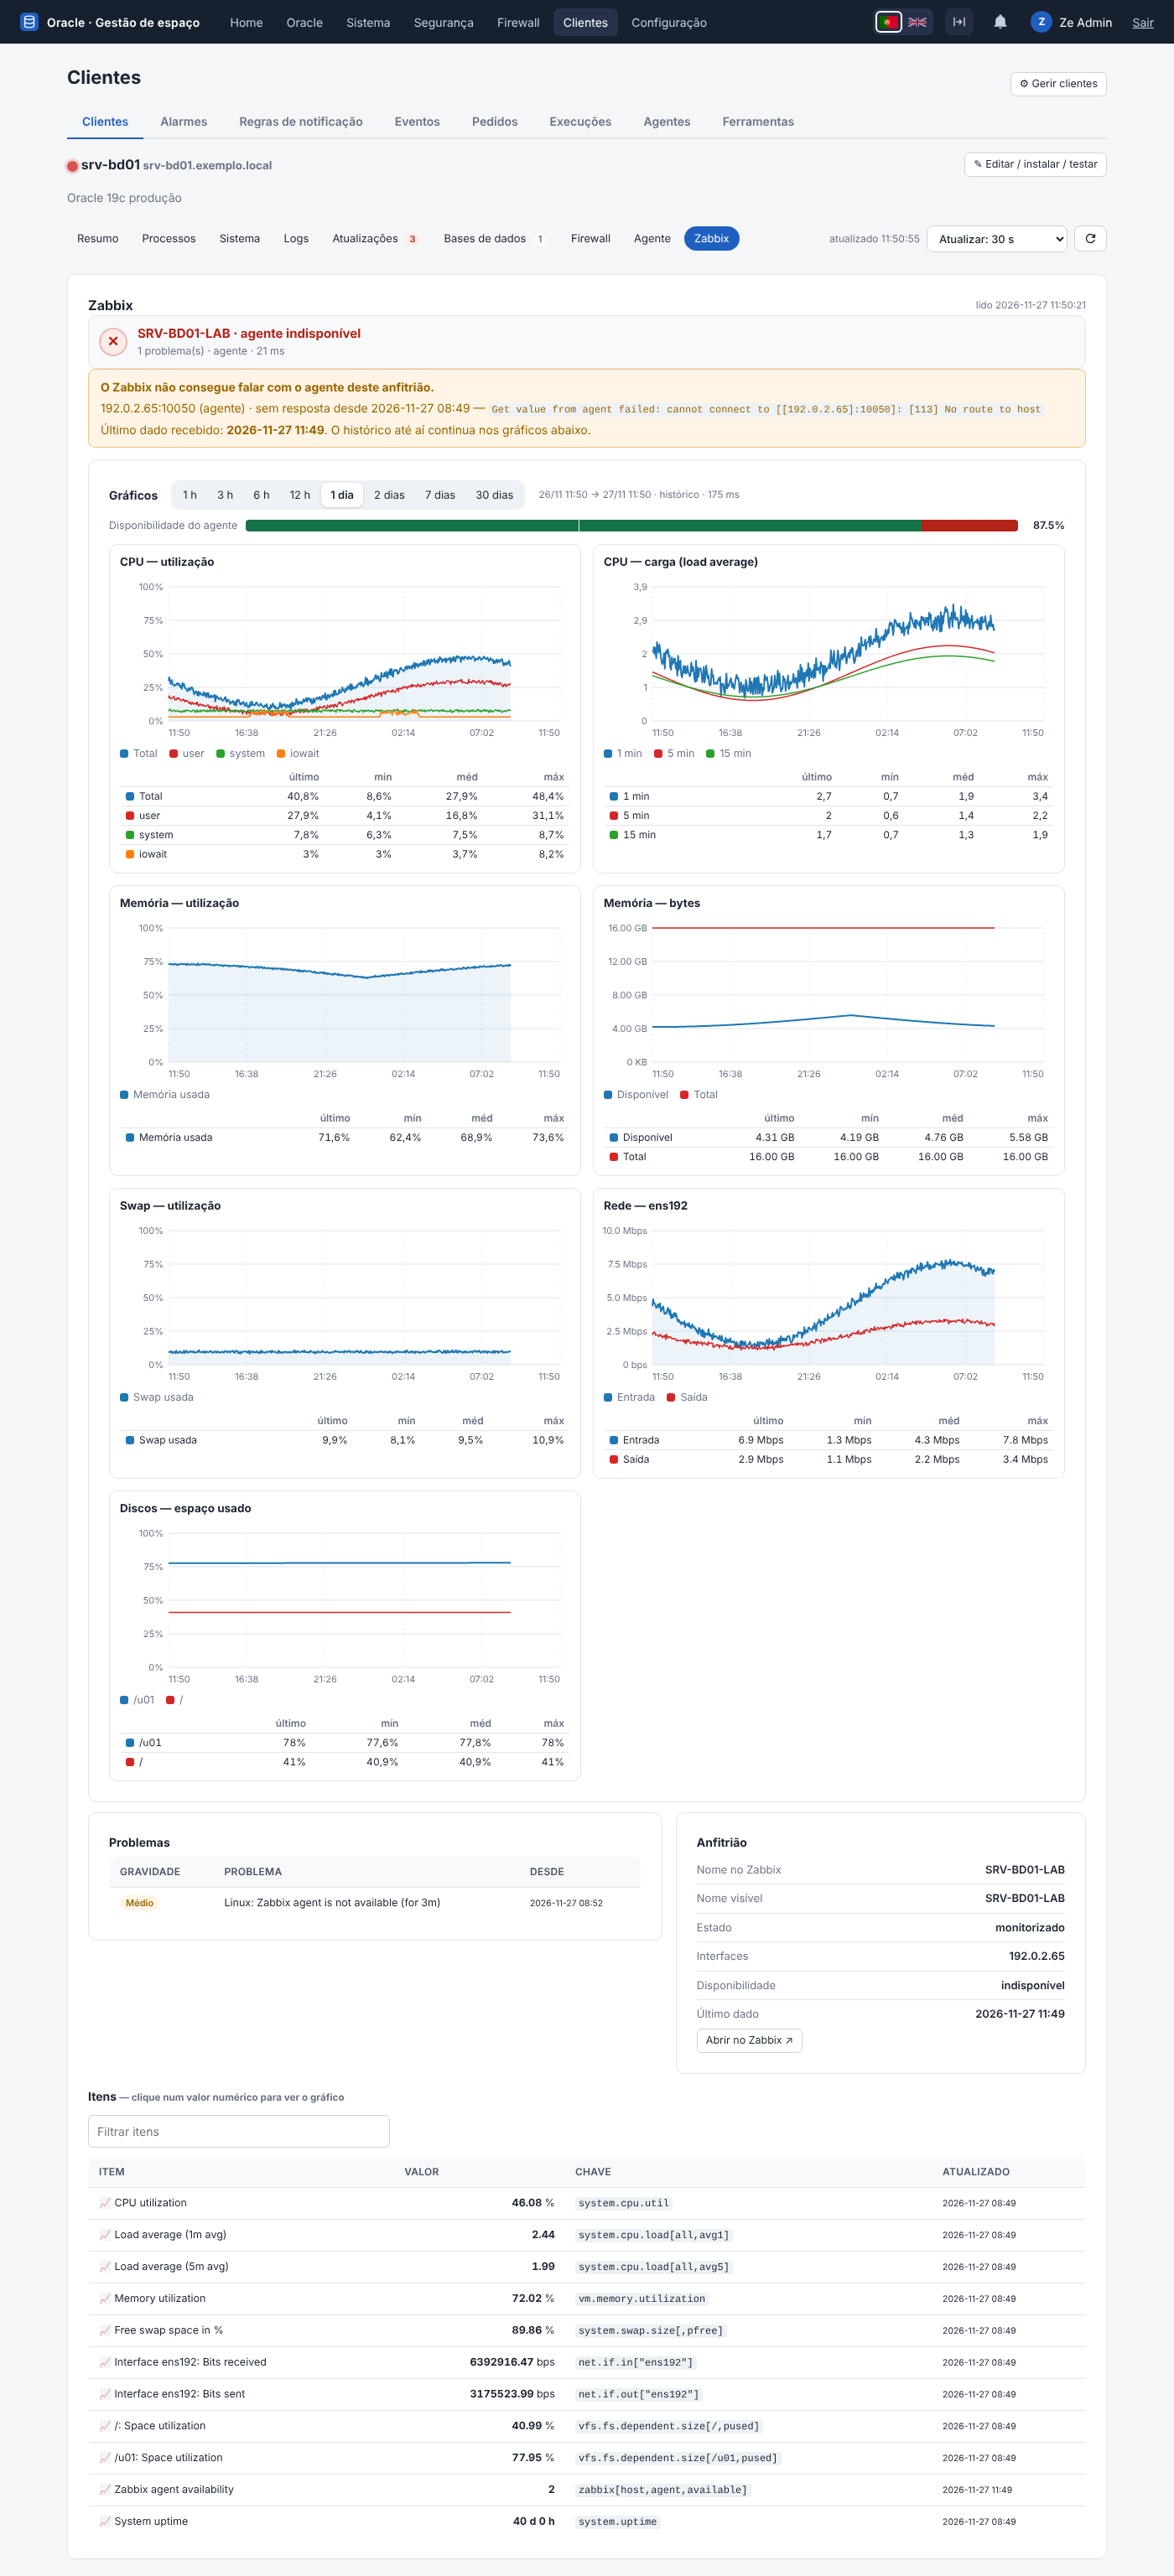 Oracle · Gestão de espaço Home Oracle Sistema Segurança Firewall Clientes Configuração Z Ze Admin Sair
Clientes
⚙ Gerir clientes
Clientes Alarmes Regras de notificação Eventos Pedidos Execuções Agentes Ferramentas
srv-bd01 srv-bd01.exemplo.local
✎ Editar / instalar / testar
Oracle 19c produção
Resumo Processos Sistema Logs Atualizações 3 Bases de dados 1 Firewall Agente Zabbix atualizado 11:50:55 Atualizar: 30 s
Zabbix
lido 2026-11-27 11:50:21
SRV-BD01-LAB · agente indisponível
1 problema(s) · agente · 21 ms
O Zabbix não consegue falar com o agente deste anfitrião.
192.0.2.65:10050 (agente) · sem resposta desde 2026-11-27 08:49 — Get value from agent failed: cannot connect to [[192.0.2.65]:10050]: [113] No route to host
Último dado recebido: 2026-11-27 11:49. O histórico até aí continua nos gráficos abaixo.
Gráficos 1 h 3 h 6 h 12 h 1 dia 2 dias 7 dias 30 dias 26/11 11:50 → 27/11 11:50 · histórico · 175 ms
Disponibilidade do agente 87.5%
CPU — utilização
100%
75%
50%
25%
0%
11:50 16:38 21:26 02:14 07:02 11:50
Total user system iowait
último mín méd máx
Total 40,8% 8,6% 27,9% 48,4%
user 27,9% 4,1% 16,8% 31,1%
system 7,8% 6,3% 7,5% 8,7%
iowait 3% 3% 3,7% 8,2%
CPU — carga (load average)
3,9
2,9
2
1
0
11:50 16:38 21:26 02:14 07:02 11:50
1 min 5 min 15 min
último mín méd máx
1 min 2,7 0,7 1,9 3,4
5 min 2 0,6 1,4 2,2
15 min 1,7 0,7 1,3 1,9
Memória — utilização
100%
75%
50%
25%
0%
11:50 16:38 21:26 02:14 07:02 11:50
Memória usada
último mín méd máx
Memória usada 71,6% 62,4% 68,9% 73,6%
Memória — bytes
16.00 GB
12.00 GB
8.00 GB
4.00 GB
0 KB
11:50 16:38 21:26 02:14 07:02 11:50
Disponível Total
último mín méd máx
Disponível 4.31 GB 4.19 GB 4.76 GB 5.58 GB
Total 16.00 GB 16.00 GB 16.00 GB 16.00 GB
Swap — utilização
100%
75%
50%
25%
0%
11:50 16:38 21:26 02:14 07:02 11:50
Swap usada
último mín méd máx
Swap usada 9,9% 8,1% 9,5% 10,9%
Rede — ens192
10.0 Mbps
7.5 Mbps
5.0 Mbps
2.5 Mbps
0 bps
11:50 16:38 21:26 02:14 07:02 11:50
Entrada Saída
último mín méd máx
Entrada 6.9 Mbps 1.3 Mbps 4.3 Mbps 7.8 Mbps
Saída 2.9 Mbps 1.1 Mbps 2.2 Mbps 3.4 Mbps
Discos — espaço usado
100%
75%
50%
25%
0%
11:50 16:38 21:26 02:14 07:02 11:50
/u01 /
último mín méd máx
/u01 78% 77,6% 77,8% 78%
/ 41% 40,9% 40,9% 41%
Problemas
GRAVIDADE PROBLEMA DESDE
Médio Linux: Zabbix agent is not available (for 3m) 2026-11-27 08:52
Anfitrião
Nome no Zabbix SRV-BD01-LAB
Nome visível SRV-BD01-LAB
Estado monitorizado
Interfaces 192.0.2.65
Disponibilidade indisponível
Último dado 2026-11-27 11:49
Abrir no Zabbix ↗
Itens — clique num valor numérico para ver o gráfico
Filtrar itens
ITEM VALOR CHAVE ATUALIZADO
CPU utilization 46.08 % system.cpu.util 2026-11-27 08:49
Load average (1m avg) 2.44 system.cpu.load[all,avg1] 2026-11-27 08:49
Load average (5m avg) 1.99 system.cpu.load[all,avg5] 2026-11-27 08:49
Memory utilization 72.02 % vm.memory.utilization 2026-11-27 08:49
Free swap space in % 89.86 % system.swap.size[,pfree] 2026-11-27 08:49
Interface ens192: Bits received 6392916.47 bps net.if.in["ens192"] 2026-11-27 08:49
Interface ens192: Bits sent 3175523.99 bps net.if.out["ens192"] 2026-11-27 08:49
/: Space utilization 40.99 % vfs.fs.dependent.size[/,pused] 2026-11-27 08:49
/u01: Space utilization 77.95 % vfs.fs.dependent.size[/u01,pused] 2026-11-27 08:49
Zabbix agent availability 2 zabbix[host,agent,available] 2026-11-27 11:49
System uptime 40 d 0 h system.uptime 2026-11-27 08:49